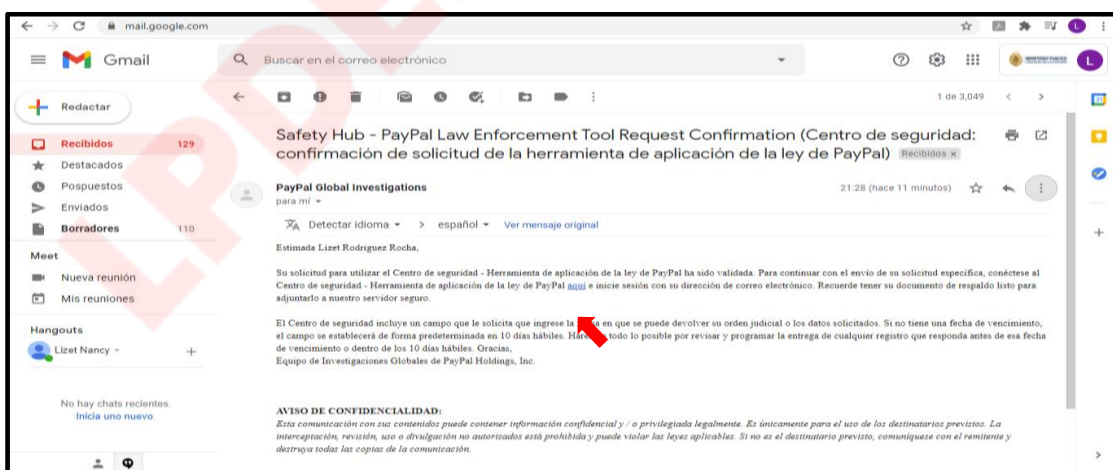 mail.google.com
L
Gmail
Buscar en el correo electrónico
MINISTERIO PÚBLICO
L
Redactar
1 de 3,049
Recibidos 129
Destacados
Pospuestos
Enviados
Borradores 110
Meet
Nueva reunión
Mis reuniones
Hangouts
Lizet Nancy
No hay chats recientes.
Inicia uno nuevo.
Safety Hub - PayPal Law Enforcement Tool Request Confirmation (Centro de seguridad:
confirmación de solicitud de la herramienta de aplicación de la ley de PayPal) Recibidos x
PayPal Global Investigations 21:28 (hace 11 minutos)
para mí
Detectar idioma > español Ver mensaje original
Estimada Lizet Rodriguez Rocha,
Su solicitud para utilizar el Centro de seguridad - Herramienta de aplicación de la ley de PayPal ha sido validada. Para continuar con el envío de su solicitud específica, conéctese al
Centro de seguridad - Herramienta de aplicación de la ley de PayPal aquí e inicie sesión con su dirección de correo electrónico. Recuerde tener su documento de respaldo listo para
adjuntarlo a nuestro servidor seguro.
El Centro de seguridad incluye un campo que le solicita que ingrese la en que se puede devolver su orden judicial o los datos solicitados. Si no tiene una fecha de vencimiento,
el campo se establecerá de forma predeterminada en 10 días hábiles. todo lo posible por revisar y programar la entrega de cualquier registro que responda antes de esa fecha
de vencimiento o dentro de los 10 días hábiles. Gracias,
Equipo de Investigaciones Globales de PayPal Holdings, Inc.
AVISO DE CONFIDENCIALIDAD:
Esta comunicación con sus contenidos puede contener información confidencial y / o privilegiada legalmente. Es únicamente para el uso de los destinatarios previstos. La
interceptación, revisión, uso o divulgación no autorizados está prohibida y puede violar las leyes aplicables. Si no es el destinatario previsto, comuníquese con el remitente y
destruya todas las copias de la comunicación.
LPDE